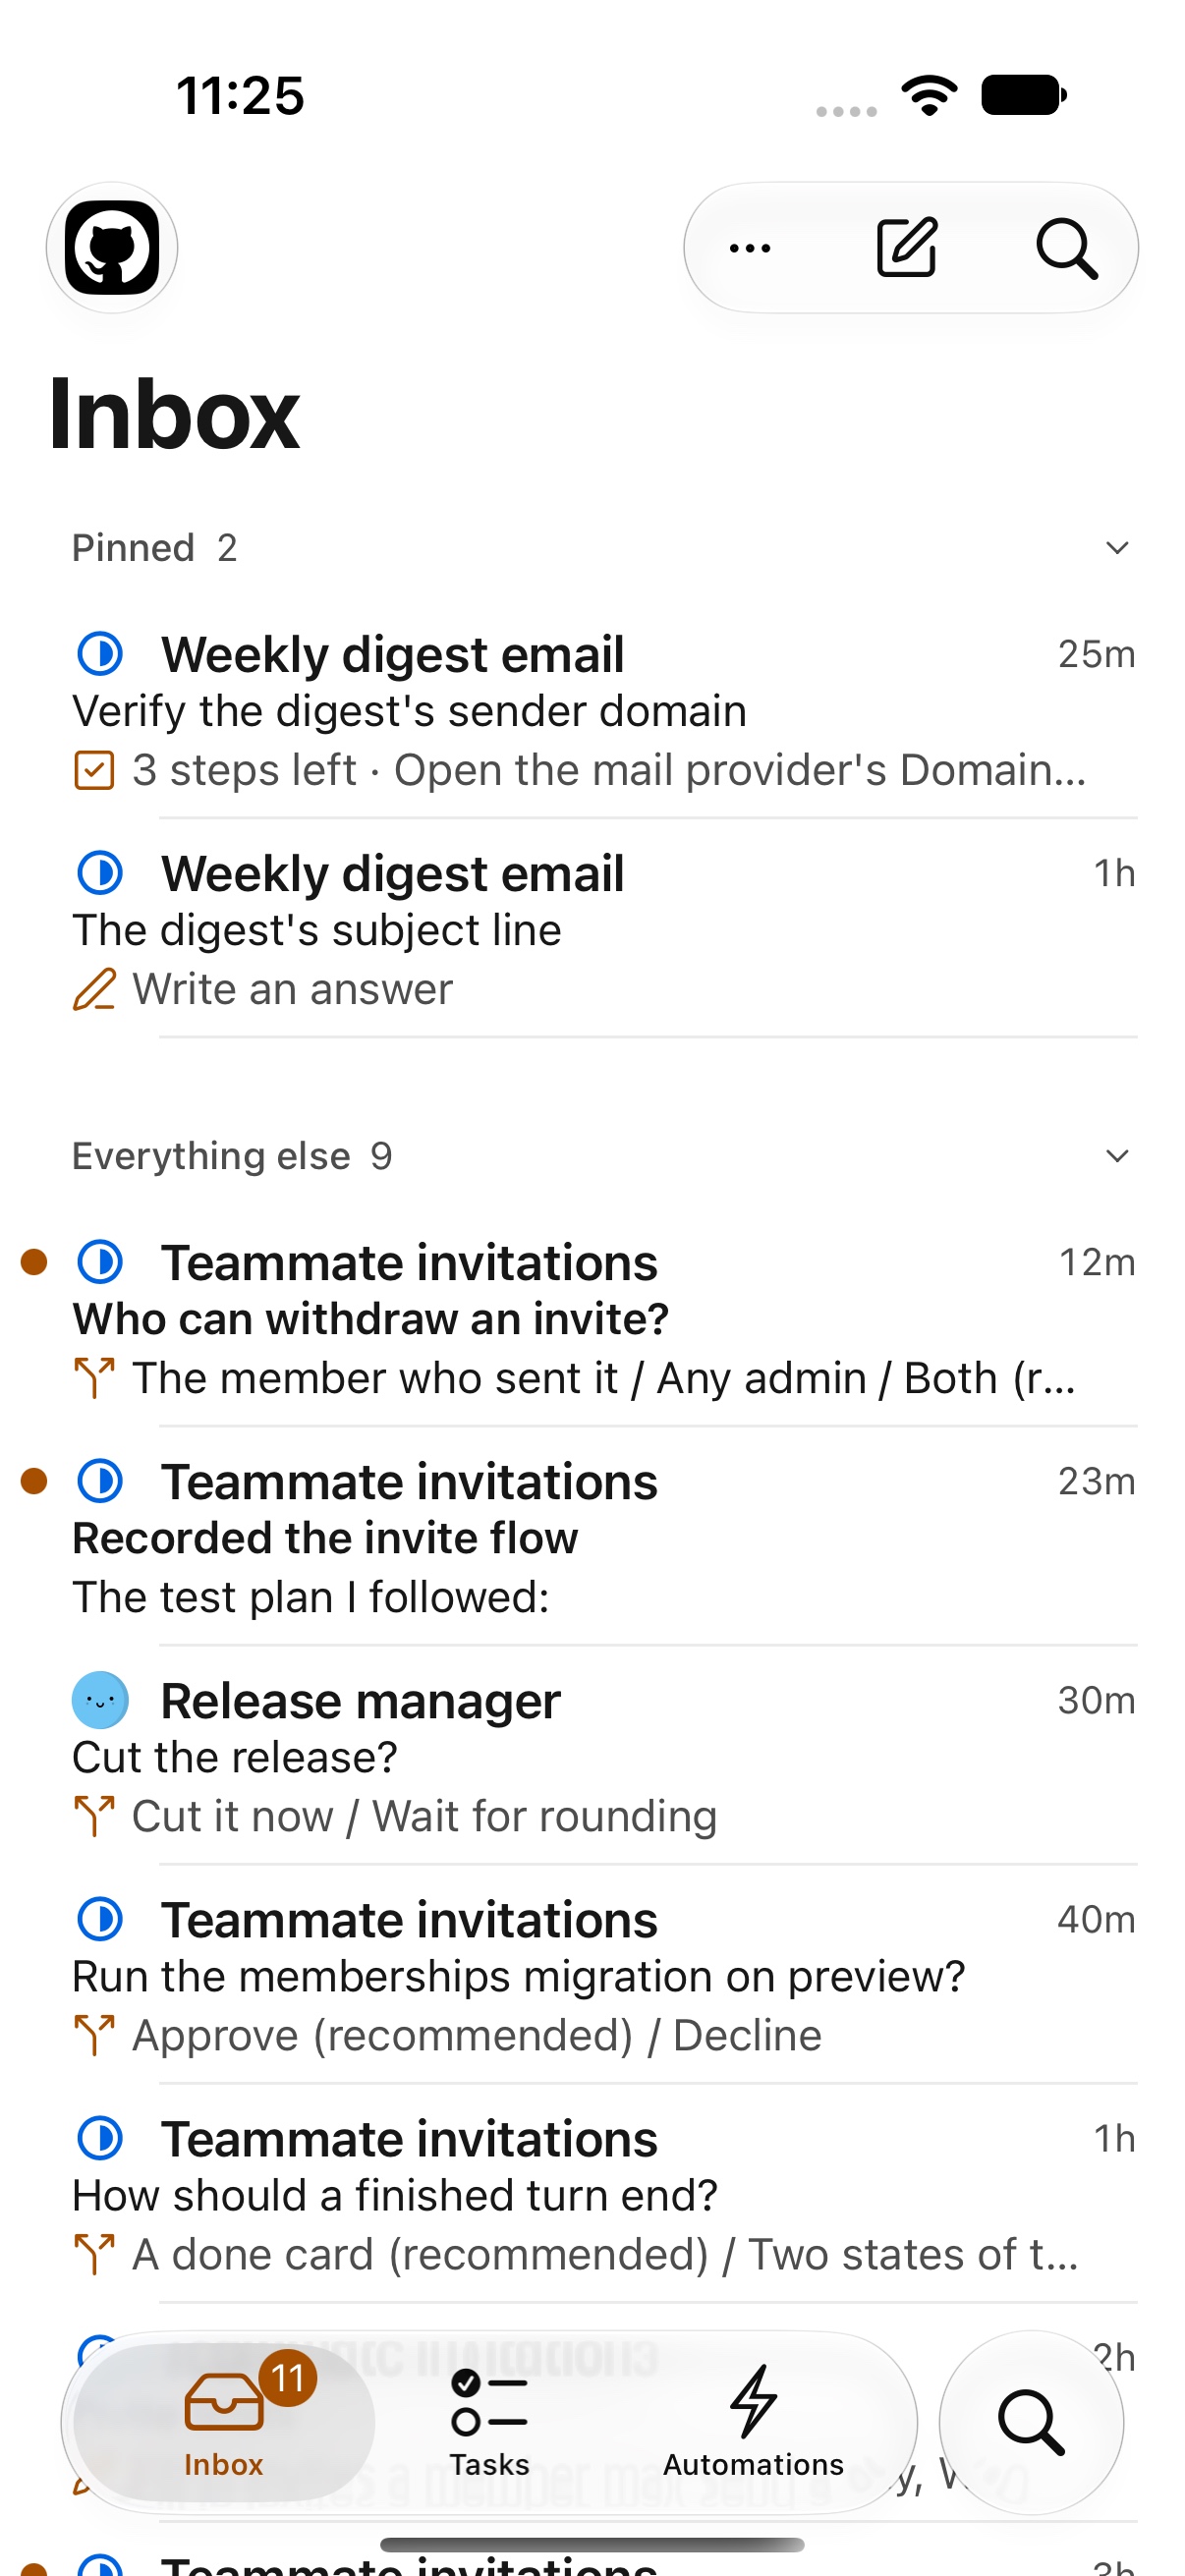 11:25
Inbox
Pinned 2
Weekly digest email 25m
Verify the digest's sender domain
3 steps left · Open the mail provider's Domain...
Weekly digest email 1h
The digest's subject line
Write an answer
Everything else 9
Teammate invitations 12m
Who can withdraw an invite?
The member who sent it / Any admin / Both (r...
Teammate invitations 23m
Recorded the invite flow
The test plan I followed:
Release manager 30m
Cut the release?
Cut it now / Wait for rounding
Teammate invitations 40m
Run the memberships migration on preview?
Approve (recommended) / Decline
Teammate invitations 1h
How should a finished turn end?
A done card (recommended) / Two states of t...
2h
11
Inbox Tasks Automations
Teammate invitations 3h